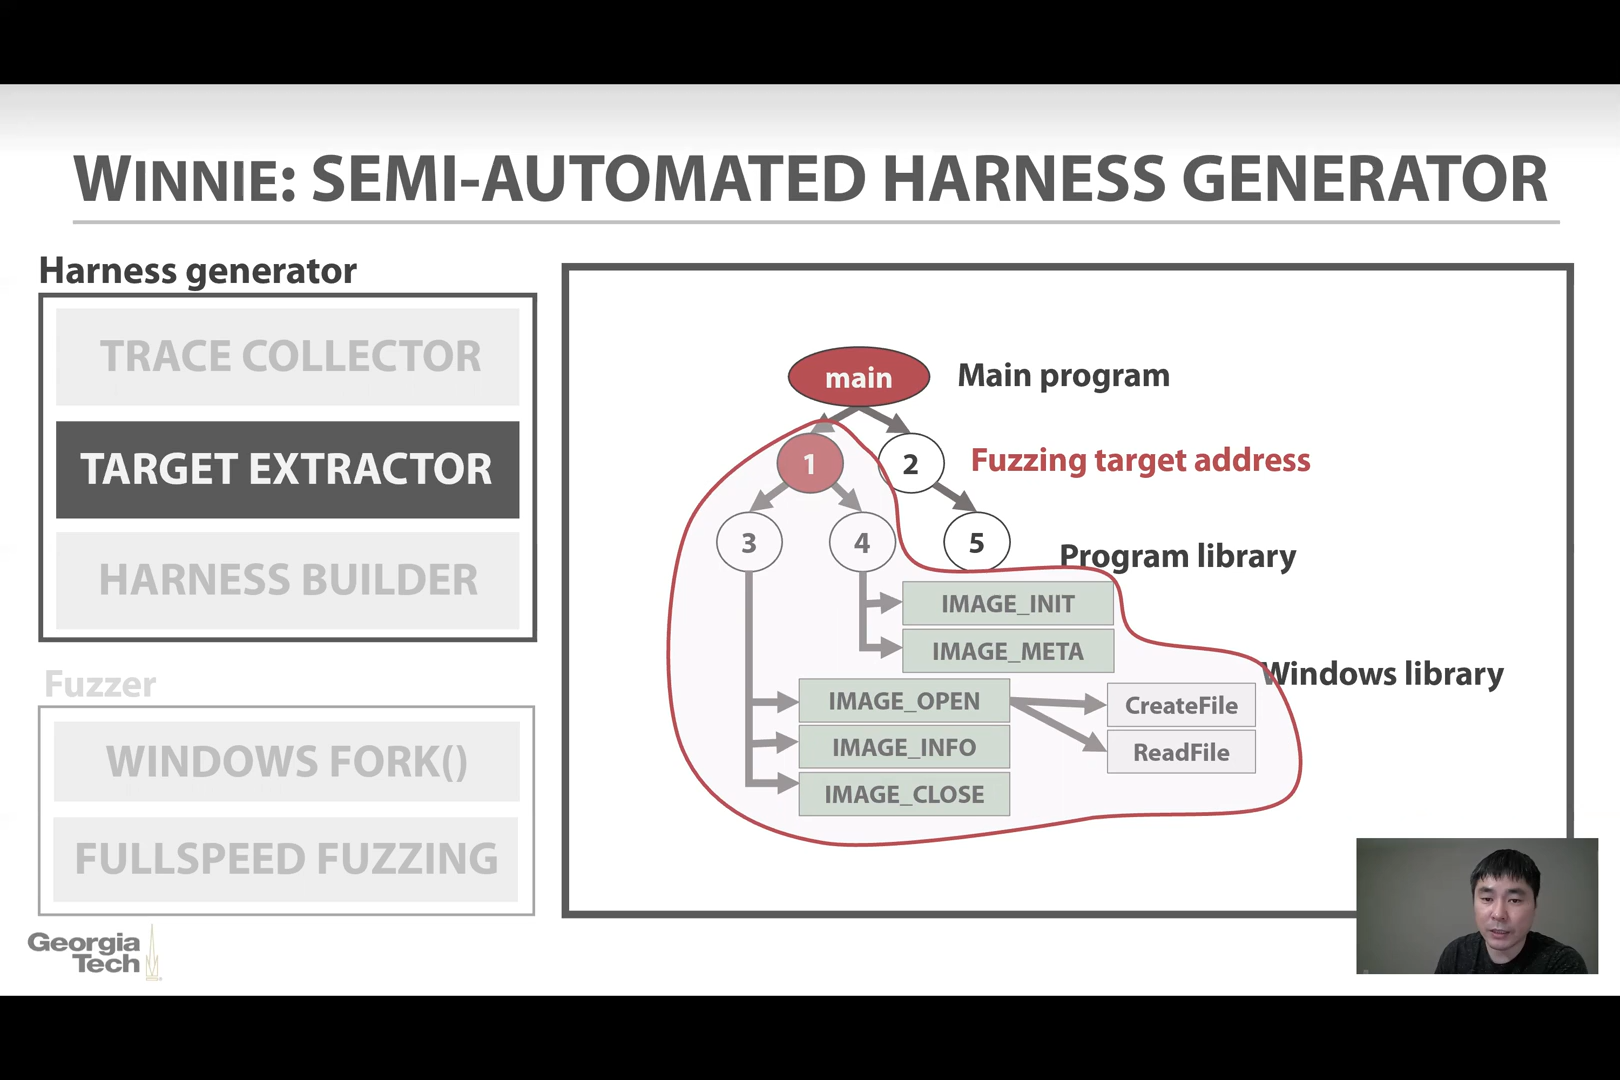 WINNIE: SEMI-AUTOMATED HARNESS GENERATOR
Harness generator
TRACE COLLECTOR
TARGET EXTRACTOR
HARNESS BUILDER
Fuzzer
WINDOWS FORK()
FULLSPEED FUZZING
Georgia
Tech
main
Main program
1
2
Fuzzing target address
3
4
5
Program library
IMAGE_INIT
IMAGE_META
Windows library
IMAGE_OPEN
CreateFile
IMAGE_INFO
ReadFile
IMAGE_CLOSE